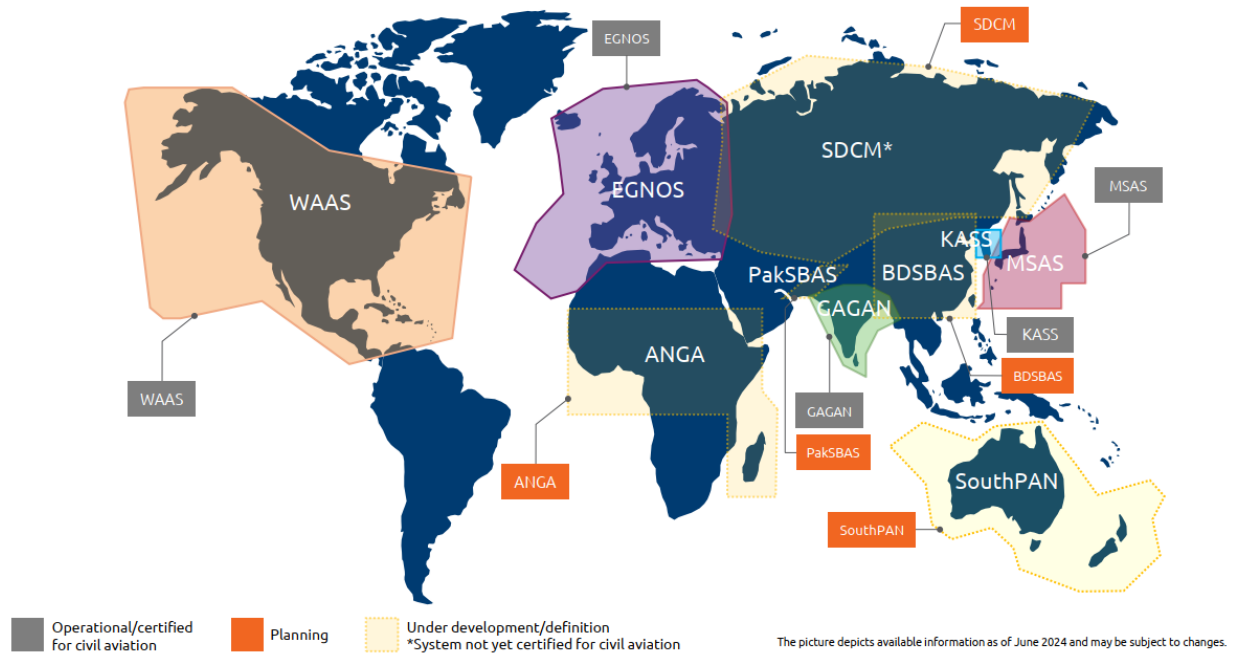 SDCM
EGNOS
SDCM*
MSAS
EGNOS
WAAS
KASS
MSAS
PakSBAS
BDSBAS
GAGAN
KASS
ANGA
BDSBAS
WAAS
GAGAN
PakSBAS
ANGA
SouthPAN
SouthPAN
Operational/certified
for civil aviation
Planning
Under development/definition
*System not yet certified for civil aviation
The picture depicts available information as of June 2024 and may be subject to changes.